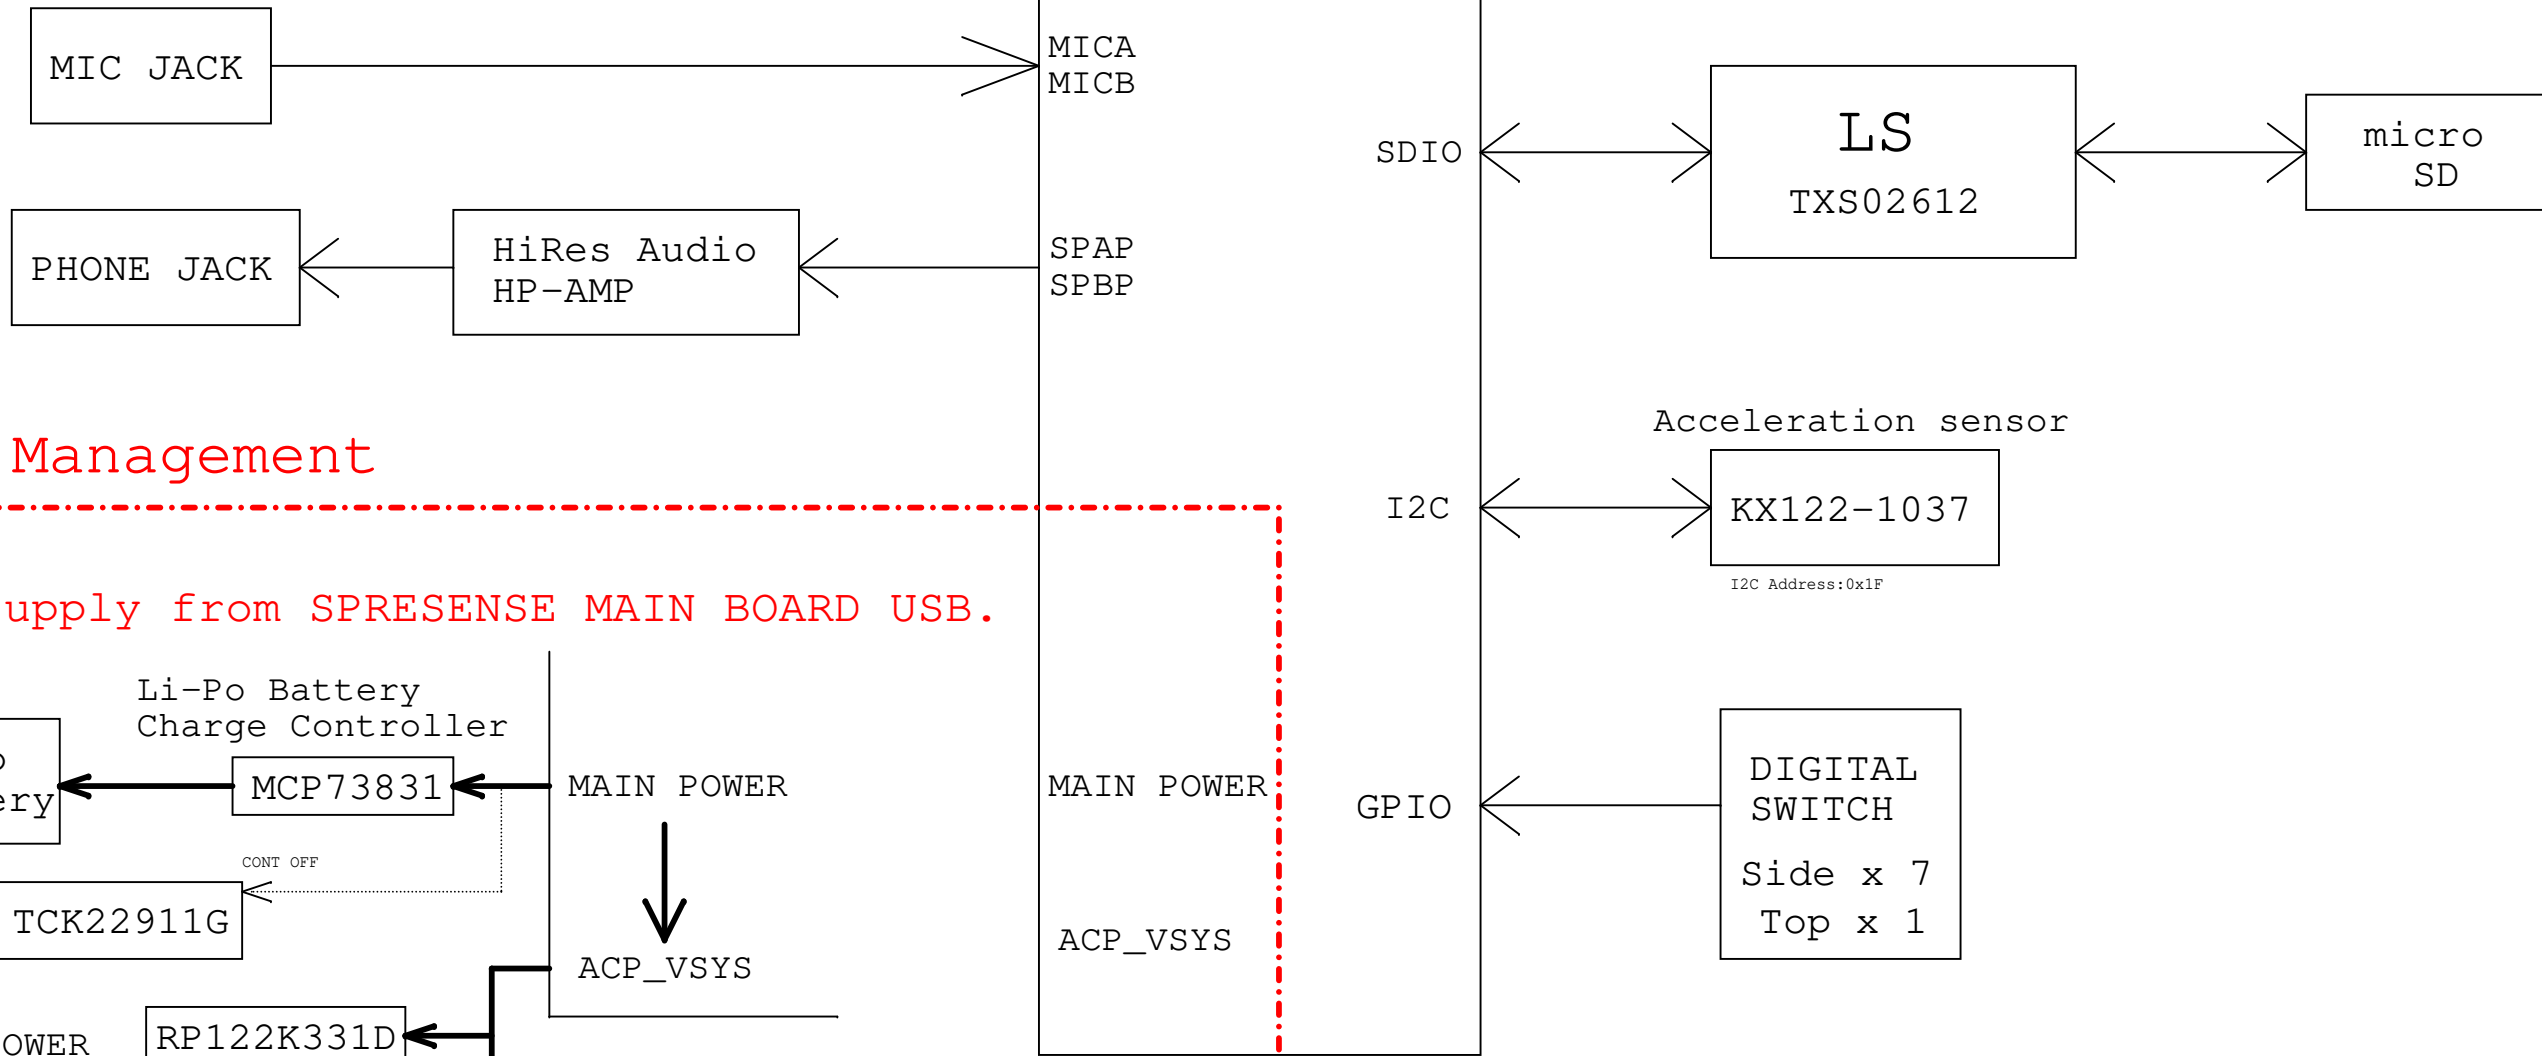 MIC JACK
MICA
MICB
SDIO
LS
TXS02612
micro
SD
PHONE JACK
HiRes Audio
HP-AMP
SPAP
SPBP
Management
Acceleration sensor
I2C
KX122-1037
I2C Address:0x1F
upply from SPRESENSE MAIN BOARD USB.
Li-Po Battery
Charge Controller
ery
MCP73831
MAIN POWER
MAIN POWER
GPIO
DIGITAL
SWITCH
Side x 7
Top x 1
CONT OFF
TCK22911G
ACP_VSYS
ACP_VSYS
OWER
RP122K331D